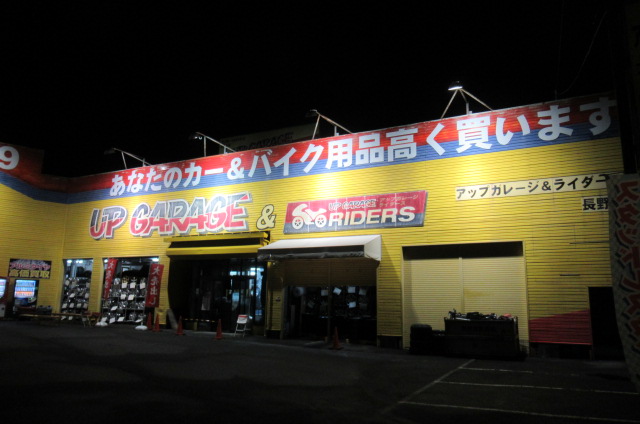 9
あなたのカー&バイク用品高く買います
UP GARAGE
&
UP GARAGE
RIDERS
アップガレージ&ライダ
長野
高価買取